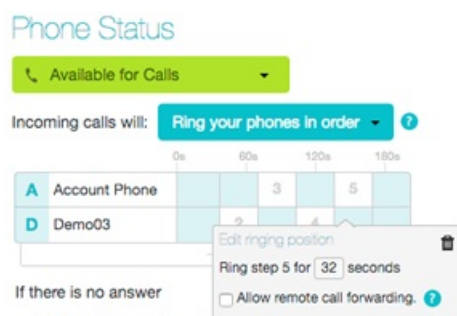 Phone Status
Available for Calls
Incoming calls will: Ring your phones in order ?
0s 60s 120s 180s
A Account Phone 3 5
D Demo03 2 4
Edit ringing position
Ring step 5 for 32 seconds
If there is no answer
Allow remote call forwarding. ?